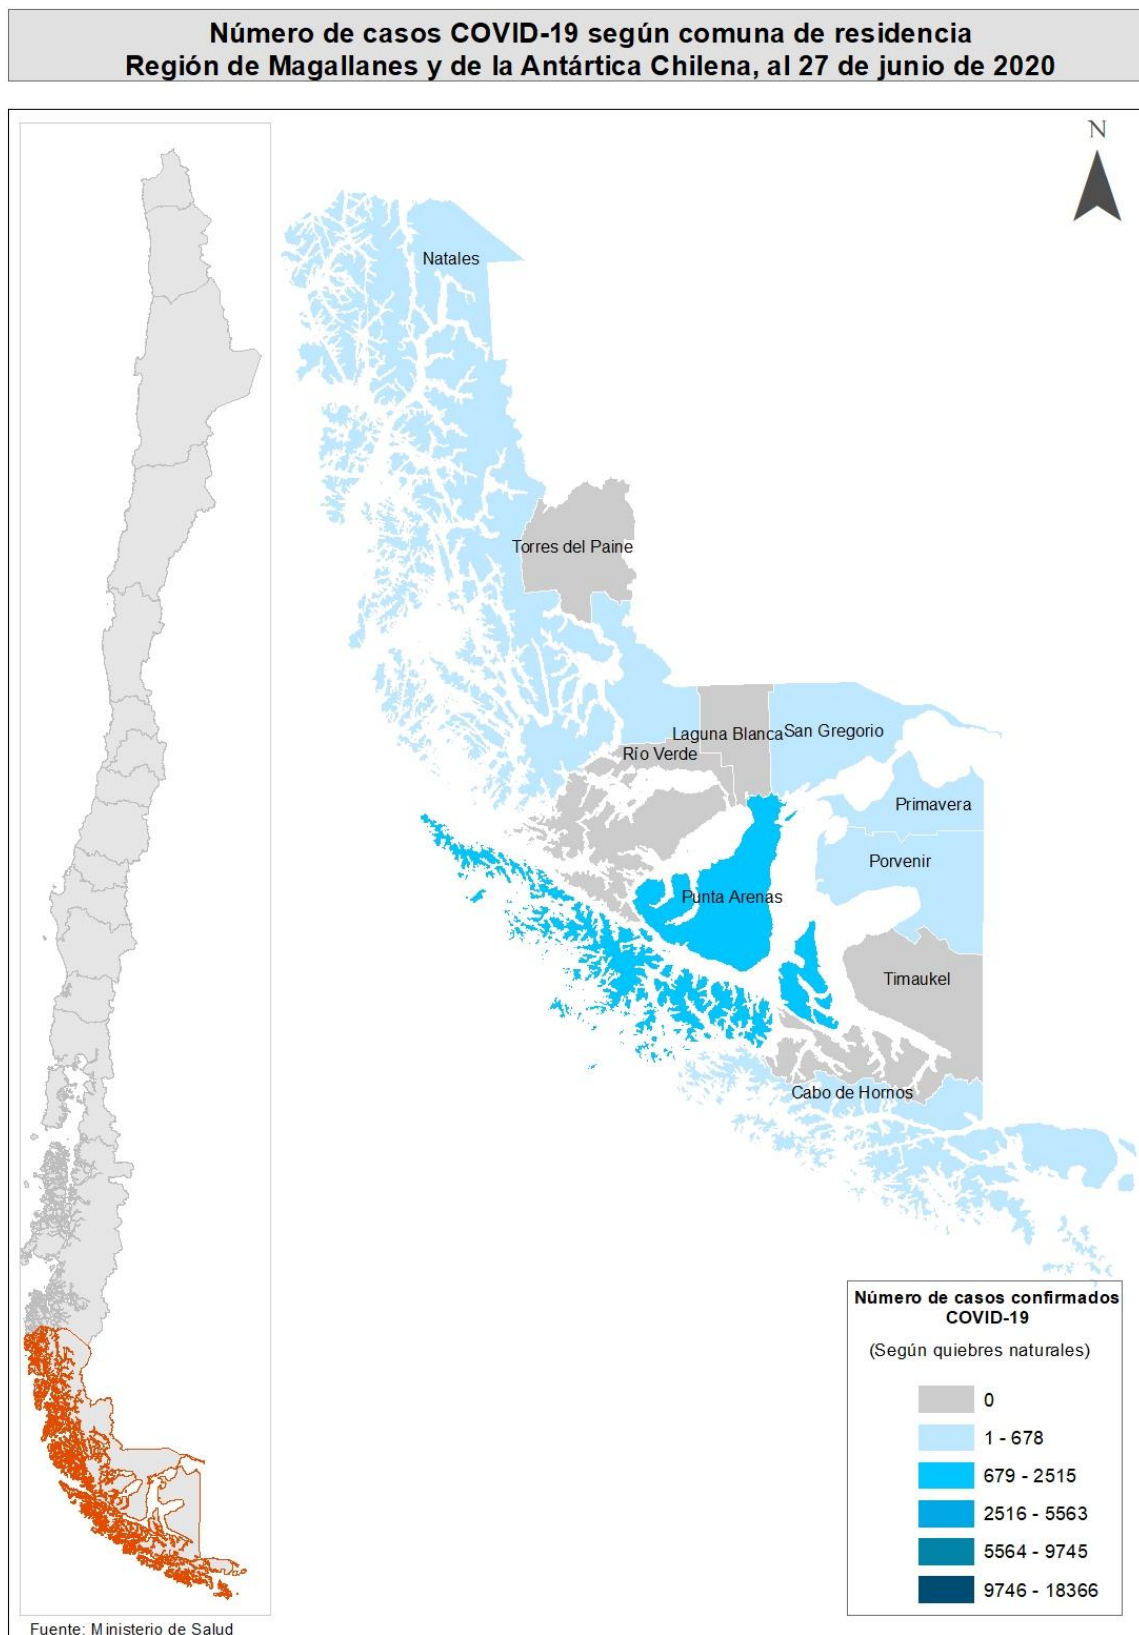 Número de casos COVID-19 según comuna de residencia
Región de Magallanes y de la Antártica Chilena, al 27 de junio de 2020
N
Natales
Torres del Paine
Laguna Blanca
San Gregorio
Río Verde
Primavera
Porvenir
Punta Arenas
Timaukel
Cabo de Hornos
Número de casos confirmados
COVID-19
(Según quiebres naturales)
0
1 - 678
679 - 2515
2516 - 5563
5564 - 9745
9746 - 18366
Fuente: Ministerio de Salud